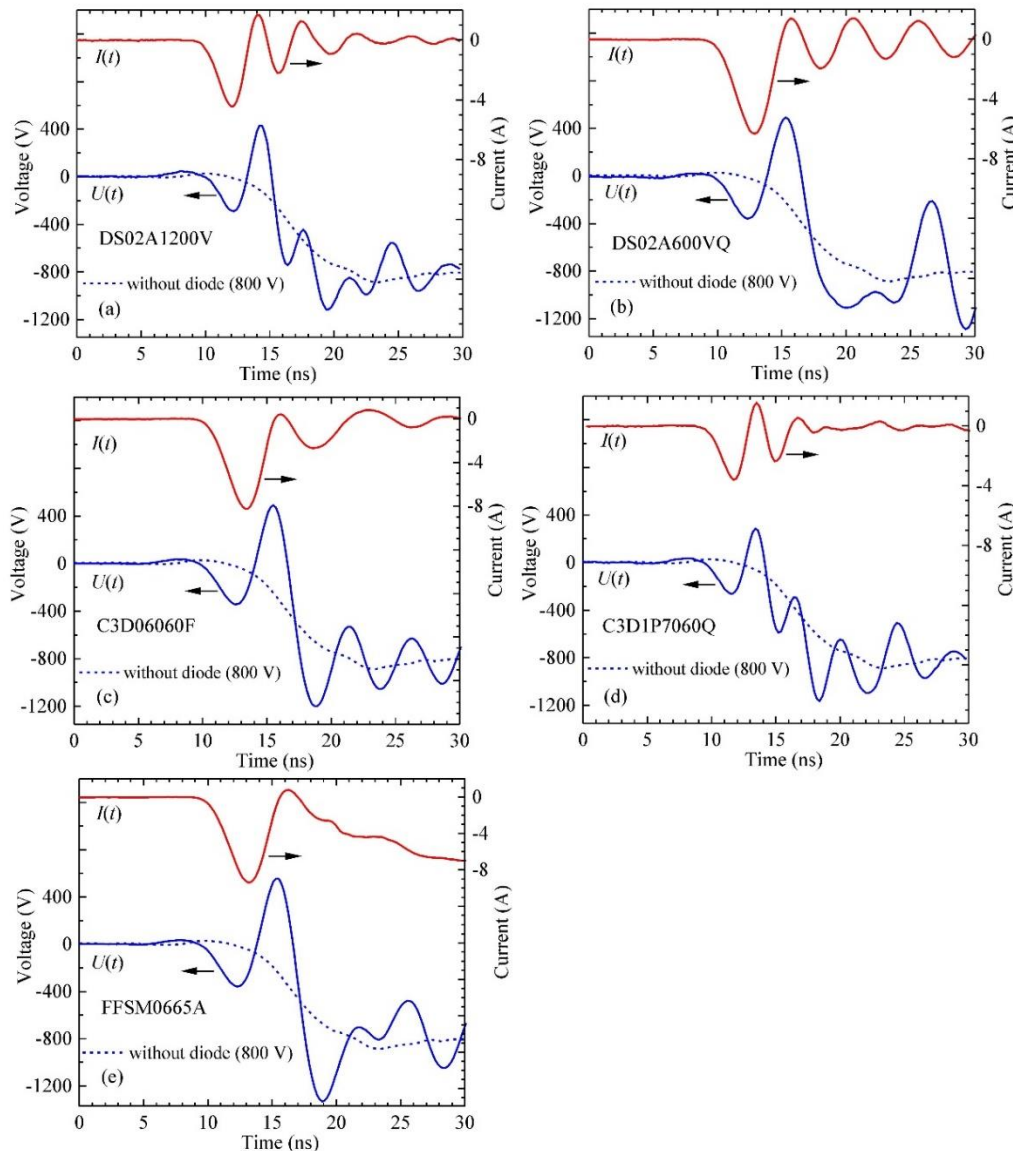 I(t)
0
-4
-8
Current (A)
400
0
-400
-800
-1200
Voltage (V)
U(t)
DS02A1200V
without diode (800 V)
(a)
0 5 10 15 20 25 30
Time (ns)
I(t)
0
-4
-8
Current (A)
400
0
-400
-800
-1200
Voltage (V)
U(t)
DS02A600VQ
without diode (800 V)
(b)
0 5 10 15 20 25 30
Time (ns)
I(t)
0
-4
-8
Current (A)
400
0
-400
-800
-1200
Voltage (V)
U(t)
C3D06060F
without diode (800 V)
(c)
0 5 10 15 20 25 30
Time (ns)
I(t)
0
-4
-8
Current (A)
400
0
-400
-800
-1200
Voltage (V)
U(t)
C3D1P7060Q
without diode (800 V)
(d)
0 5 10 15 20 25 30
Time (ns)
I(t)
0
-4
-8
Current (A)
400
0
-400
-800
-1200
Voltage (V)
U(t)
FFSM0665A
without diode (800 V)
(e)
0 5 10 15 20 25 30
Time (ns)